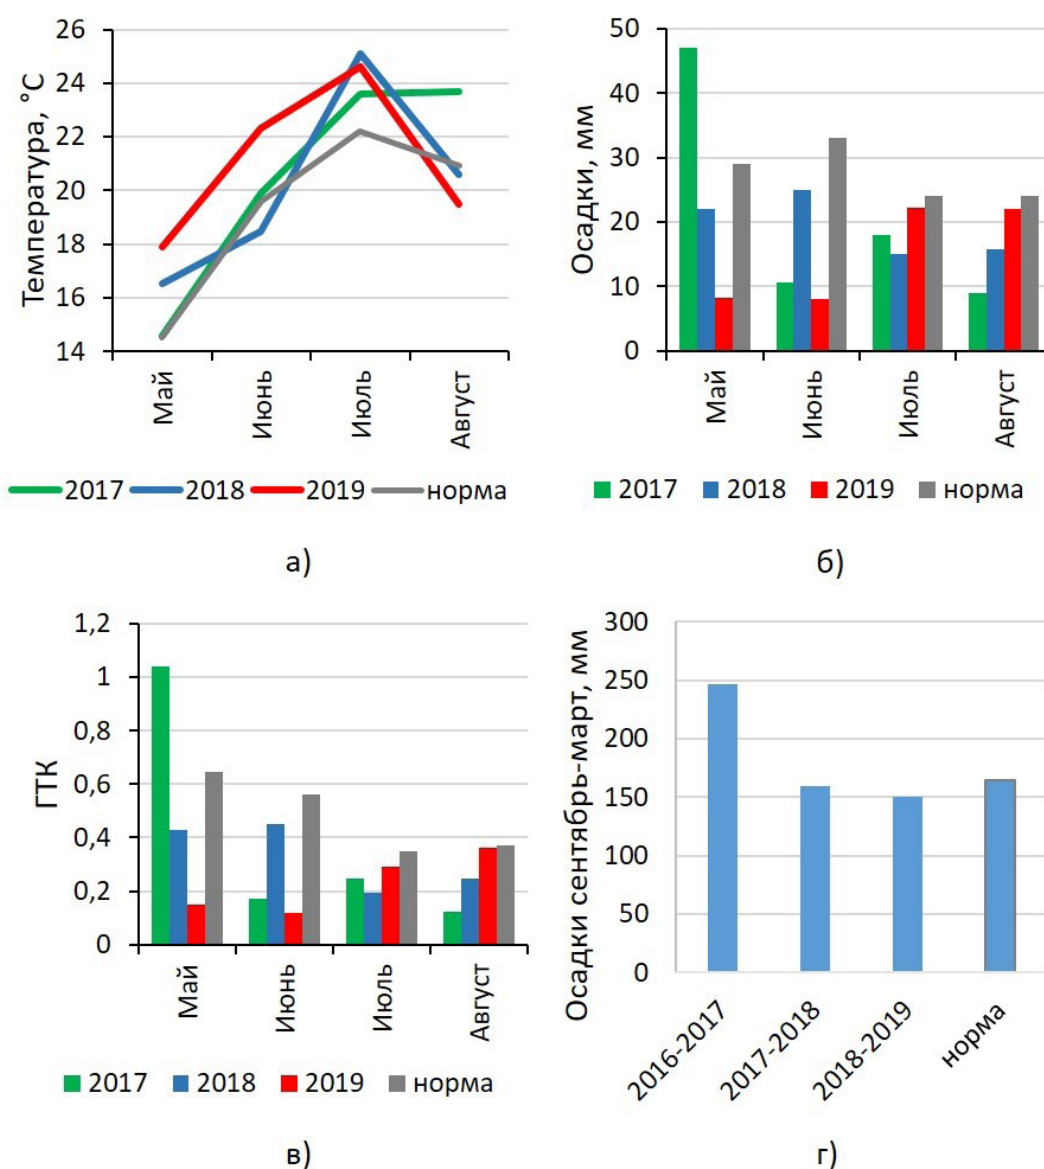 Температура, °С
26
24
22
20
18
16
14
Май
Июнь
Июль
Август
2017 2018 2019 норма
а)
Осадки, мм
50
40
30
20
10
0
Май
Июнь
Июль
Август
2017 2018 2019 норма
б)
ГТК
1,2
1
0,8
0,6
0,4
0,2
0
Май
Июнь
Июль
Август
2017 2018 2019 норма
в)
Осадки сентябрь-март, мм
300
250
200
150
100
50
0
2016-2017
2017-2018
2018-2019
норма
г)